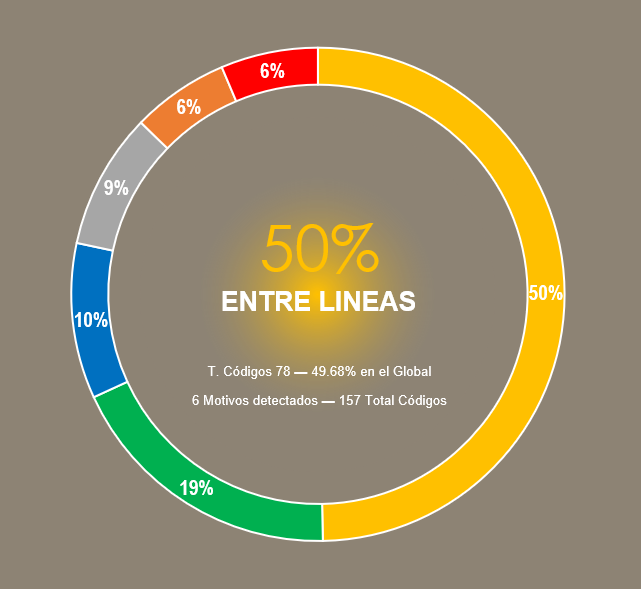 6%
6%
9%
50%
ENTRE LINEAS
50%
10%
T. Códigos 78 — 49.68% en el Global
6 Motivos detectados — 157 Total Códigos
19%